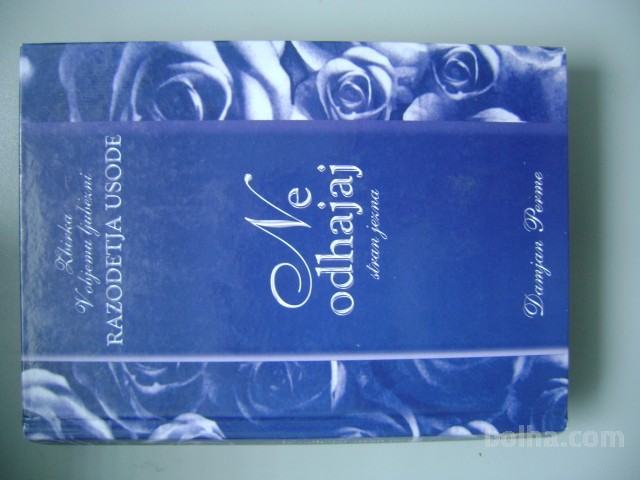 Zbirka
V objemu ljubezni
RAZODETJA USODE
Ne
odhajaj
stran jezna
Damjan Perme
bolha.com